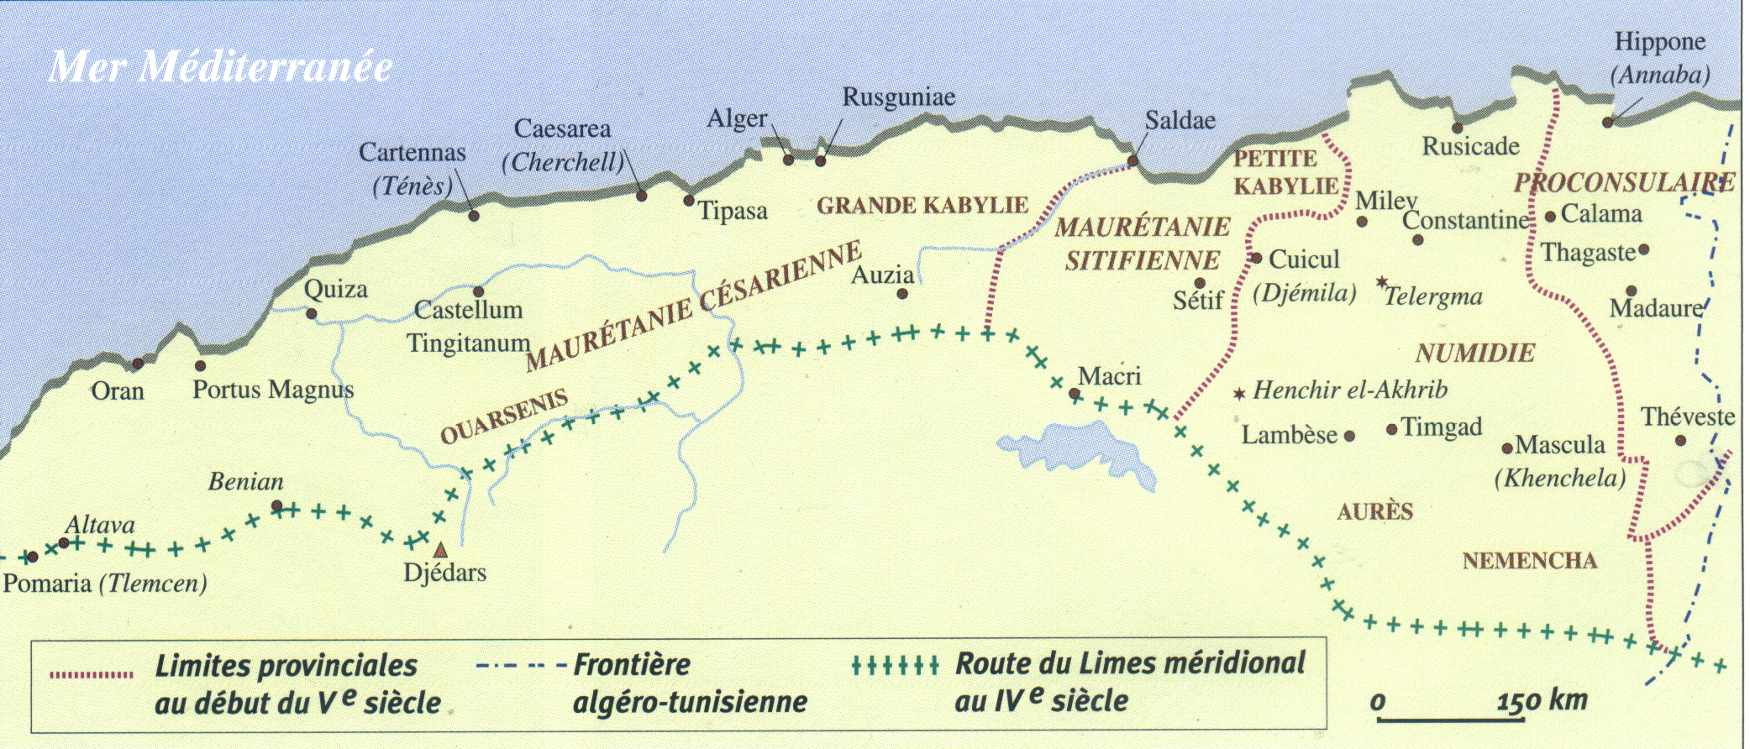 Mer Méditerranée
Hippone
(Annaba)
Rusguniae
Alger
Saldae
Caesarea
(Cherchell)
Cartennas
(Ténès)
Rusicade
PETITE
KABYLIE
PROCONSULAIRE
Tipasa
GRANDE KABYLIE
Milev
Constantine
Calama
MAURÉTANIE
SITIFIENNE
Thagaste
Cuicul
(Djémila)
MAURÉTANIE CÉSARIENNE
Auzia
Sétif
Telergma
Madaure
Quiza
Castellum
Tingitanum
NUMIDIE
Oran
Portus Magnus
Macri
Henchir el-Akhrib
OUARSENIS
Lambèse
Timgad
Théveste
Mascula
(Khenchela)
Benian
AURÈS
Altava
NEMENCHA
Djédars
Pomaria (Tlemcen)
Limites provinciales
au début du Ve siècle
Frontière
algéro-tunisienne
Route du Limes méridional
au IVe siècle
0 150 km